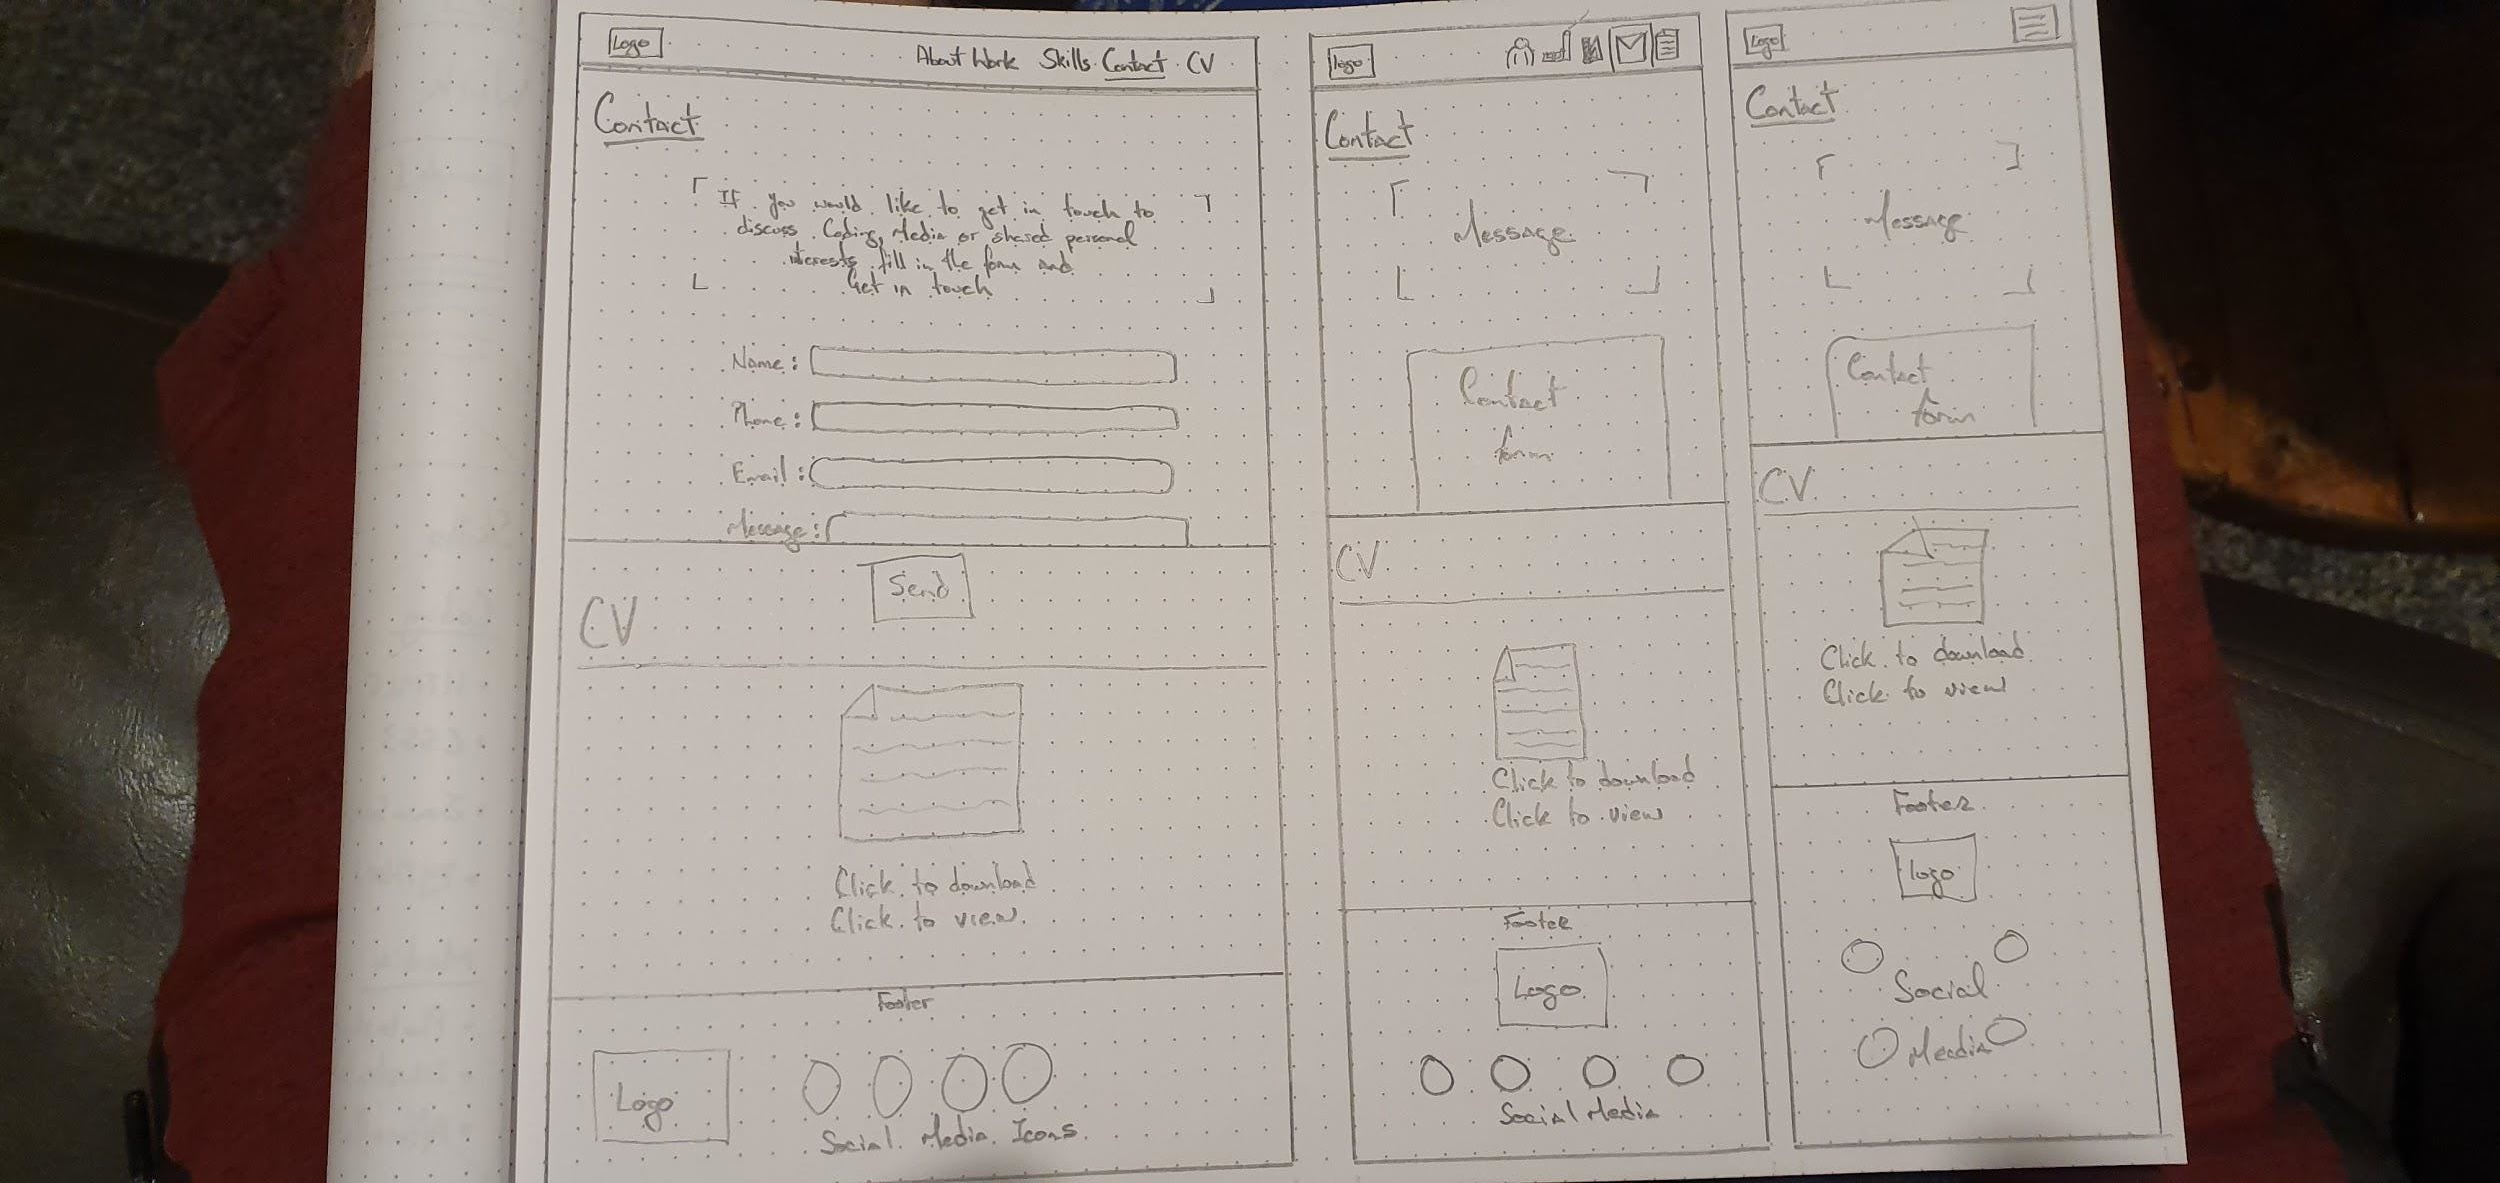 Logo
About Work Skills Contact CV
Contact
If you would like to get in touch to
discuss Coding, Media or shared personal
interests fill in the form and
Get in touch
Name:
Phone:
Email:
Message:
Send
CV
Click to download
Click to view
Footer
Logo
Social Media Icons
logo
Contact
Message
Contact
form
CV
Click to download
Click to view
Footer
Logo
Social Media
Logo
Contact
Message
Contact
form
CV
Click to download
Click to view
Footer
logo
Social
Media